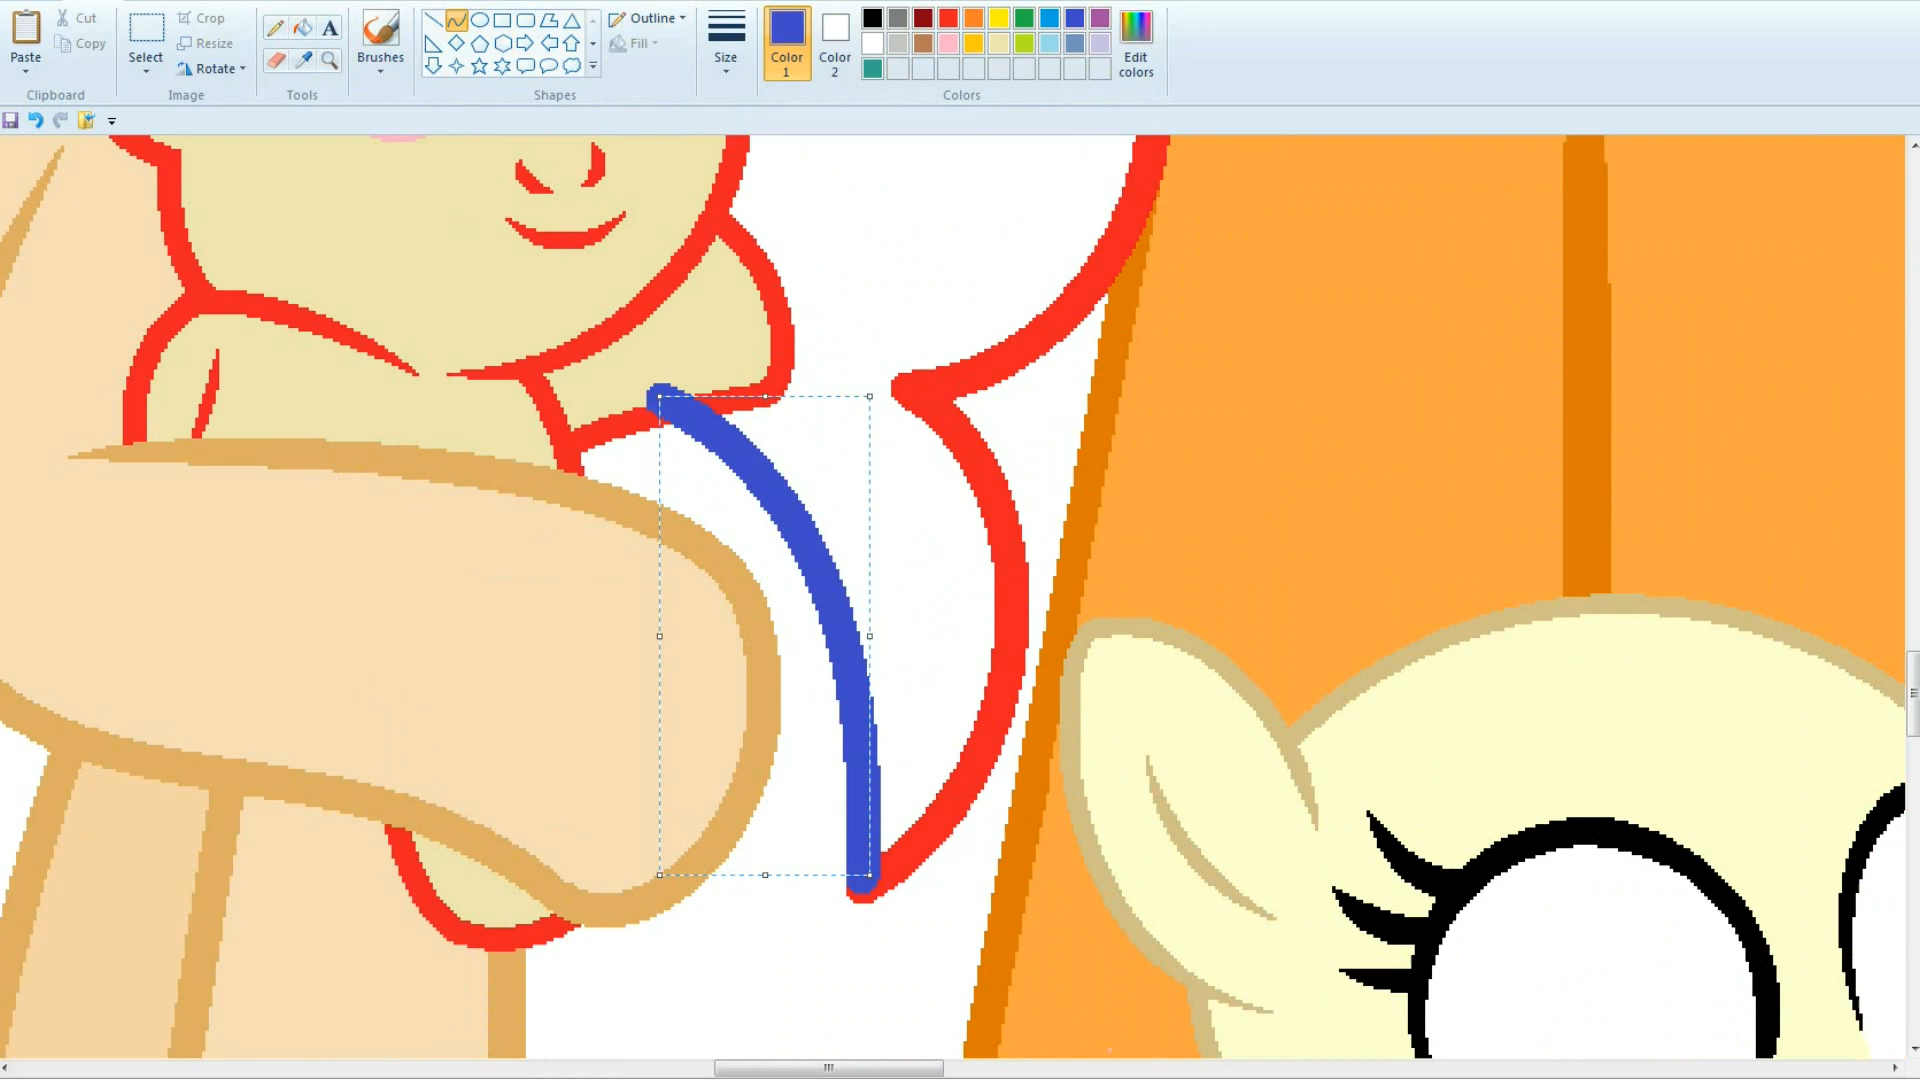 Paste
Cut
Copy
Clipboard
Select
Crop
Resize
Rotate
Image
A
Tools
Brushes
Shapes
Outline
Fill
Size
Color 1
Color 2
Edit colors
Colors